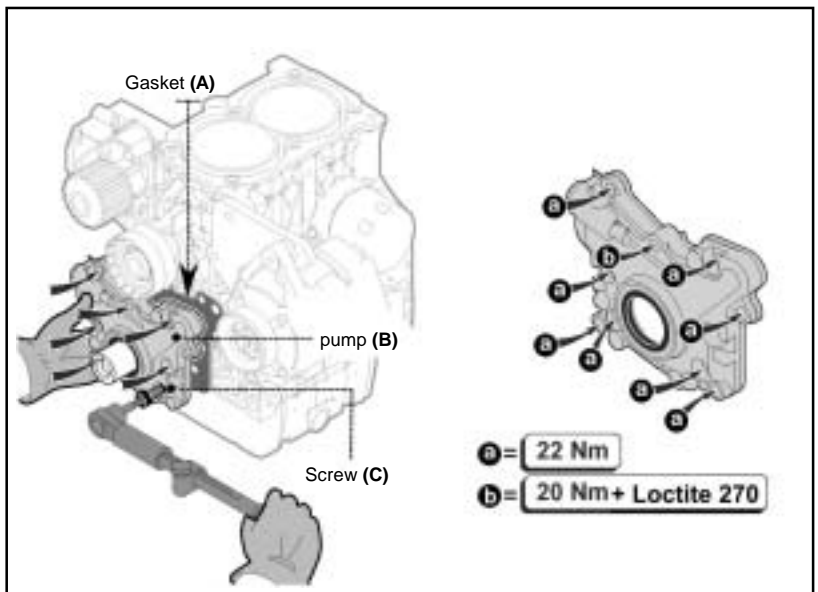 Gasket (A)
pump (B)
Screw (C)
a
b
a
a
a
a
a
a
a
a = 22 Nm
b = 20 Nm + Loctite 270